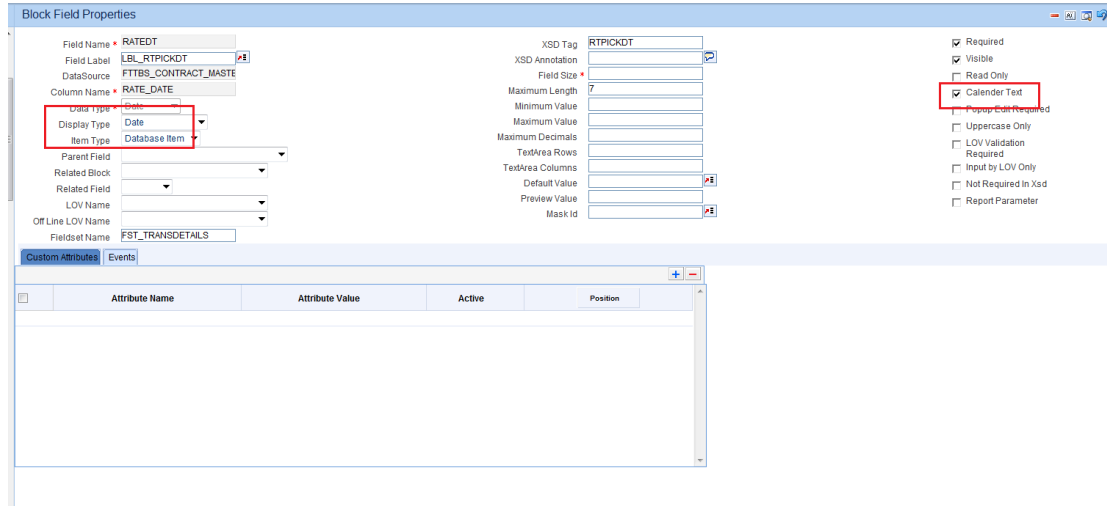 Block Field Properties
Field Name * RATEDT
Field Label LBL_RTPICKDT
DataSource FTTBS_CONTRACT_MASTE
Column Name * RATE_DATE
Data Type * Date
Display Type Date
Item Type Database Item
Parent Field
Related Block
Related Field
LOV Name
Off Line LOV Name
Fieldset Name FST_TRANSDETAILS
XSD Tag RTPICKDT
XSD Annotation
Field Size *
Maximum Length 7
Minimum Value
Maximum Value
Maximum Decimals
TextArea Rows
TextArea Columns
Default Value
Preview Value
Mask Id
Required
Visible
Read Only
Calender Text
Popup Edit Required
Uppercase Only
LOV Validation
Required
Input by LOV Only
Not Required In Xsd
Report Parameter
Custom Attributes Events
Attribute Name Attribute Value Active Position